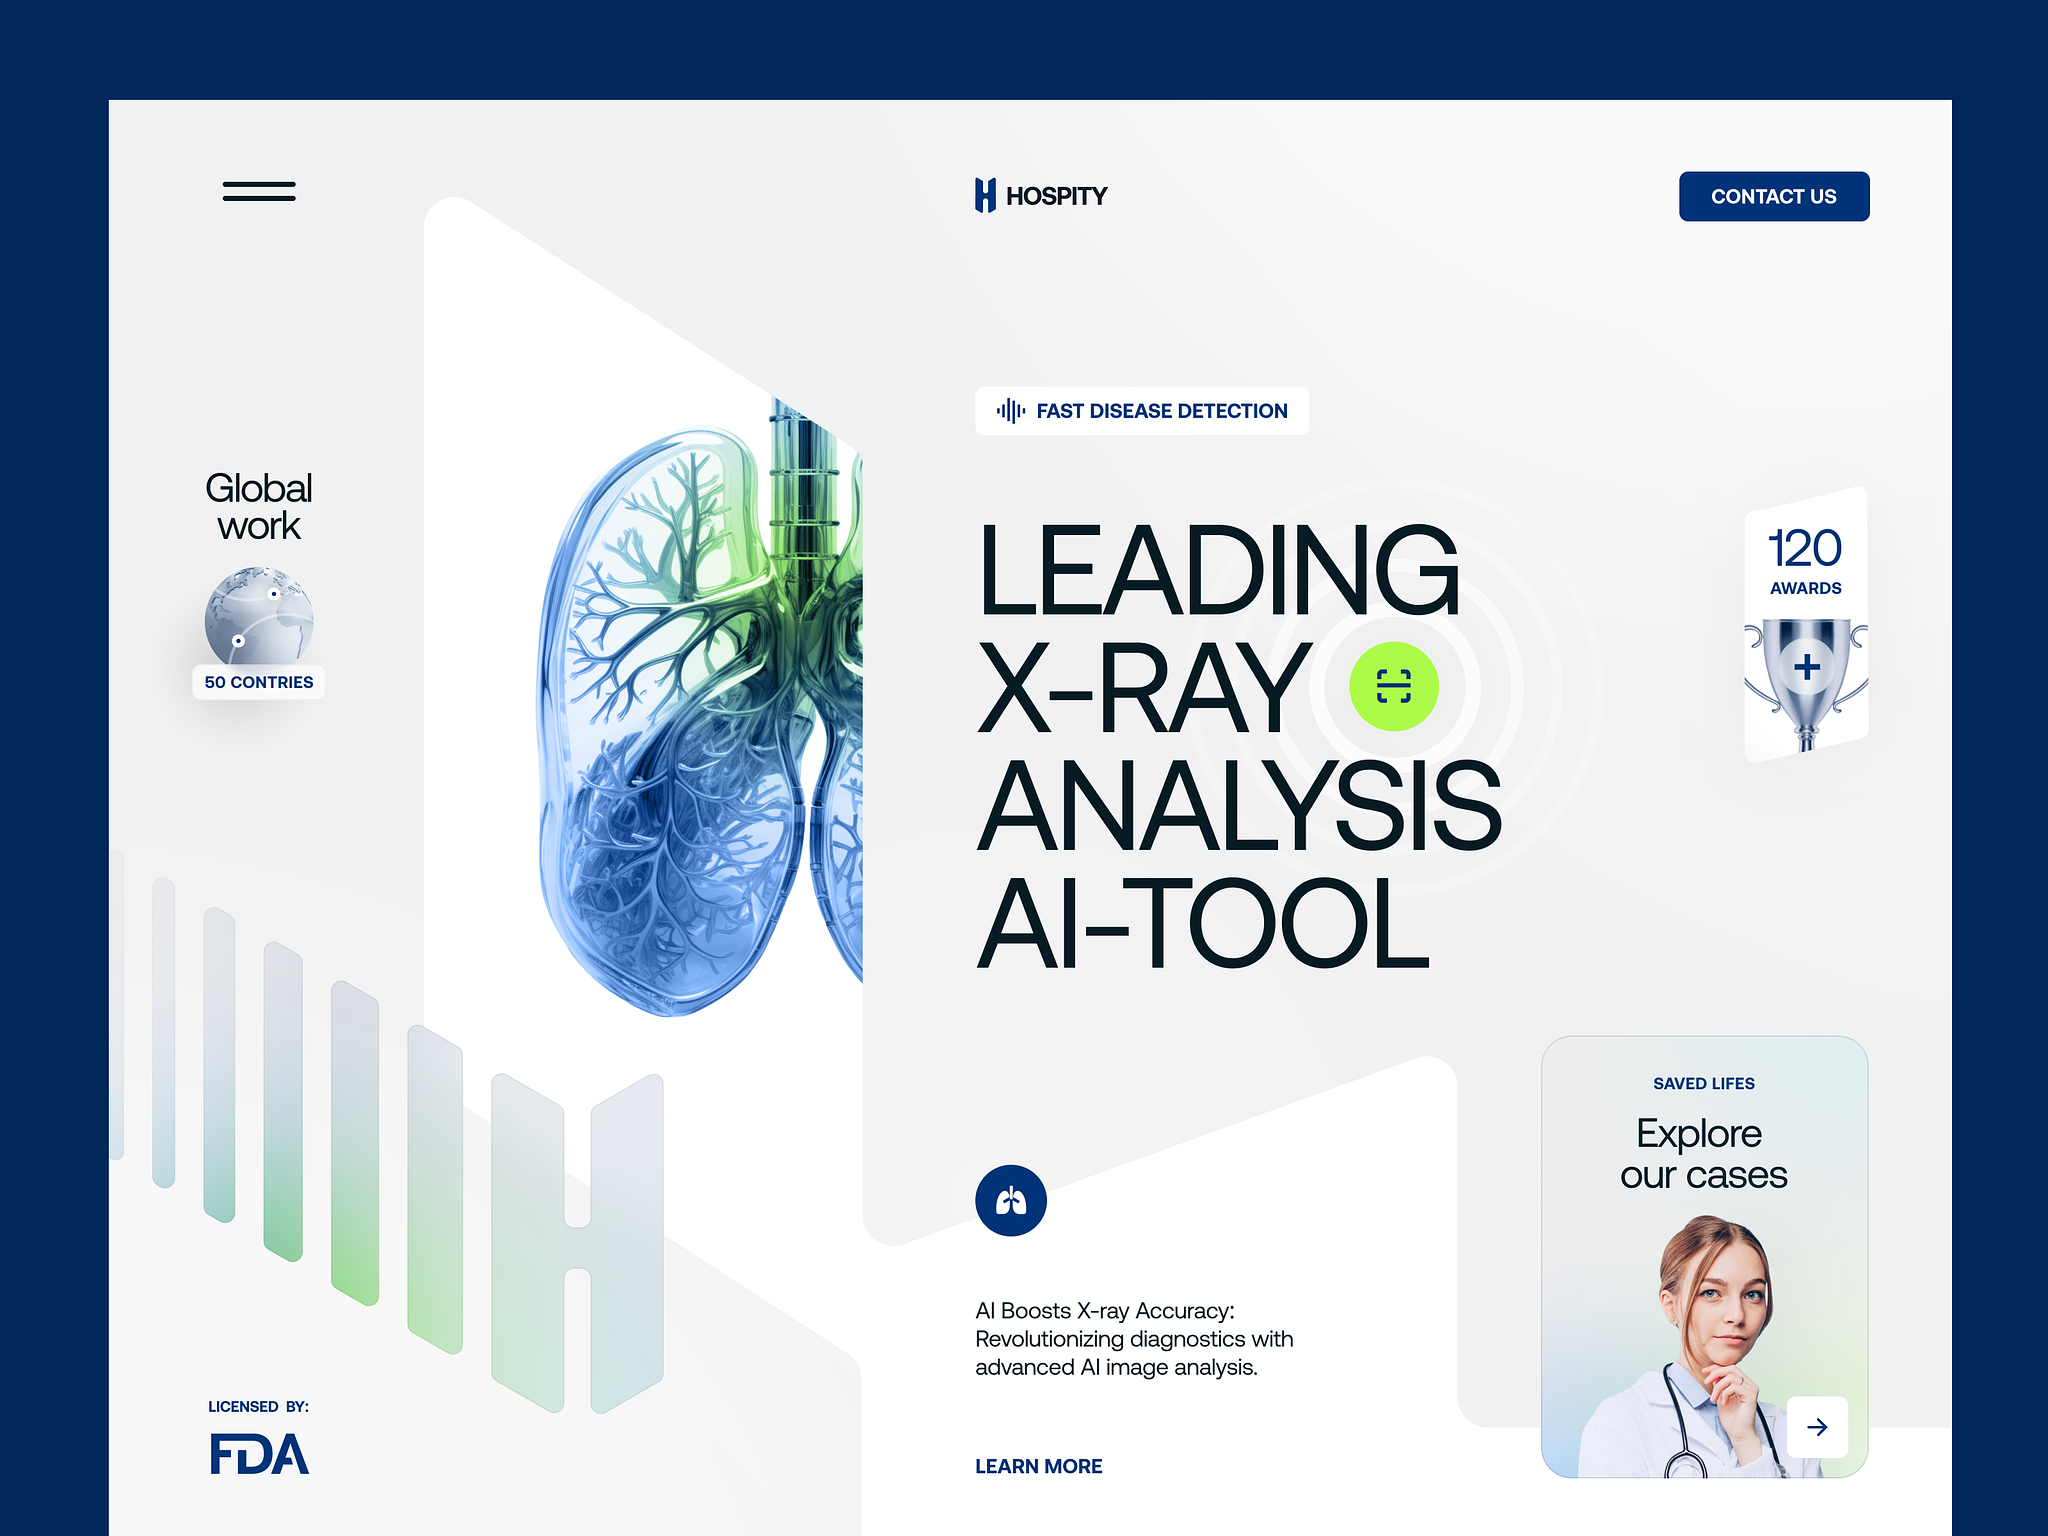 HOSPITY
CONTACT US
FAST DISEASE DETECTION
Global
work
50 CONTRIES
LEADING
X-RAY
ANALYSIS
AI-TOOL
120
AWARDS
SAVED LIFES
Explore
our cases
AI Boosts X-ray Accuracy:
Revolutionizing diagnostics with
advanced AI image analysis.
LEARN MORE
LICENSED BY:
FDA